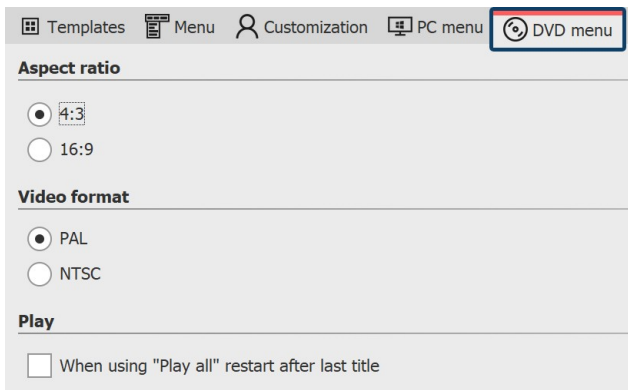 Templates Menu Customization PC menu DVD menu
Aspect ratio
4:3
16:9
Video format
PAL
NTSC
Play
When using "Play all" restart after last title